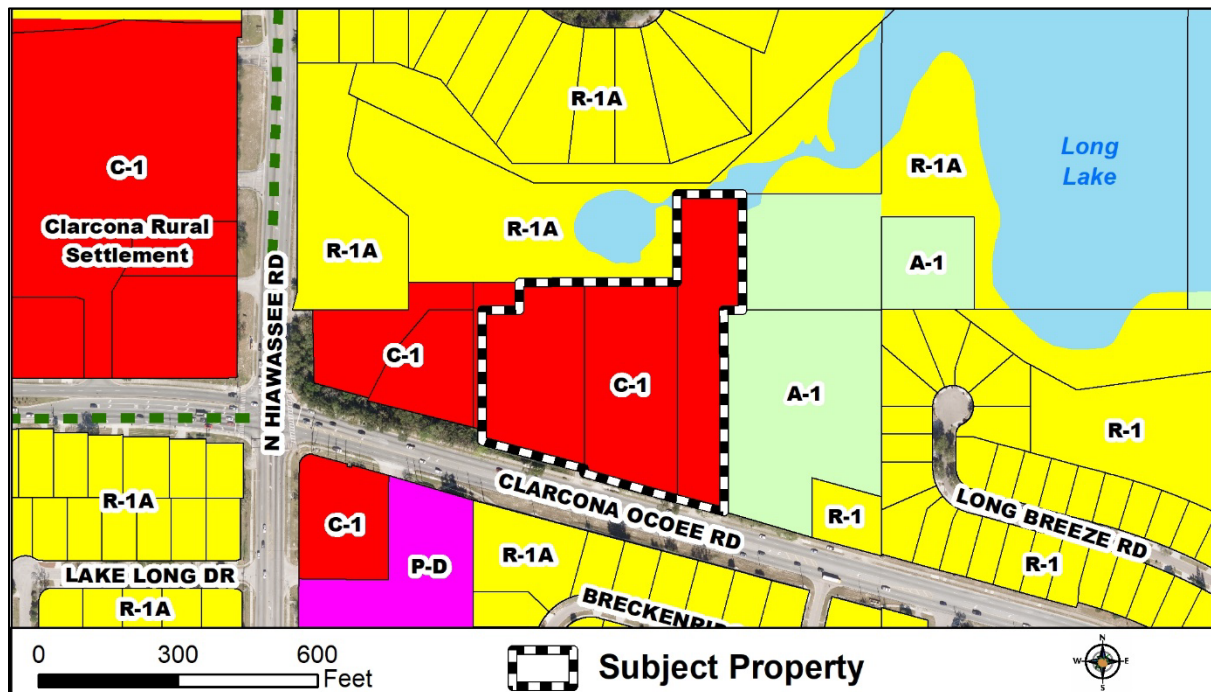 R-1A
C-1
Long
Lake
R-1A
Clarcona Rural
Settlement
R-1A
R-1A
A-1
N HIAWASSEE RD
C-1
C-1
A-1
R-1
CLARCONA OCOEE RD
LONG BREEZE RD
R-1A
C-1
R-1
R-1A
P-D
R-1
LAKE LONG DR
BRECKENRID
R-1A
0 300 600
Feet
Subject Property
N
W E
S